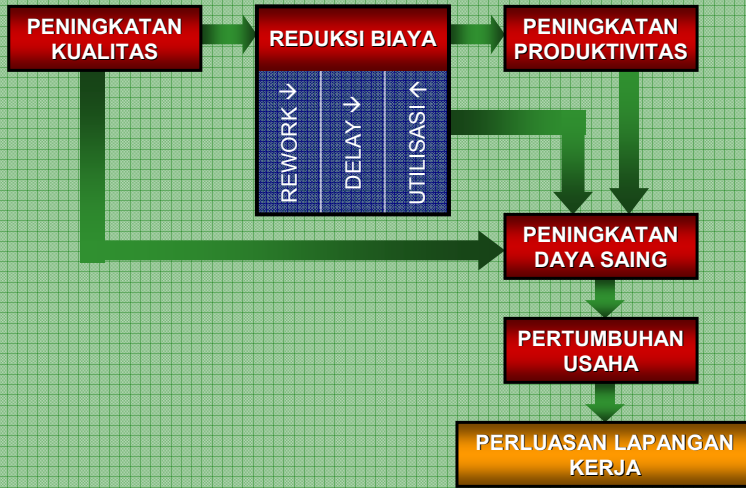 PENINGKATAN
KUALITAS
REDUKSI BIAYA
PENINGKATAN
PRODUKTIVITAS
REWORK →
DELAY →
UTILISASI ←
PENINGKATAN
DAYA SAING
PERTUMBUHAN
USAHA
PERLUASAN LAPANGAN
KERJA